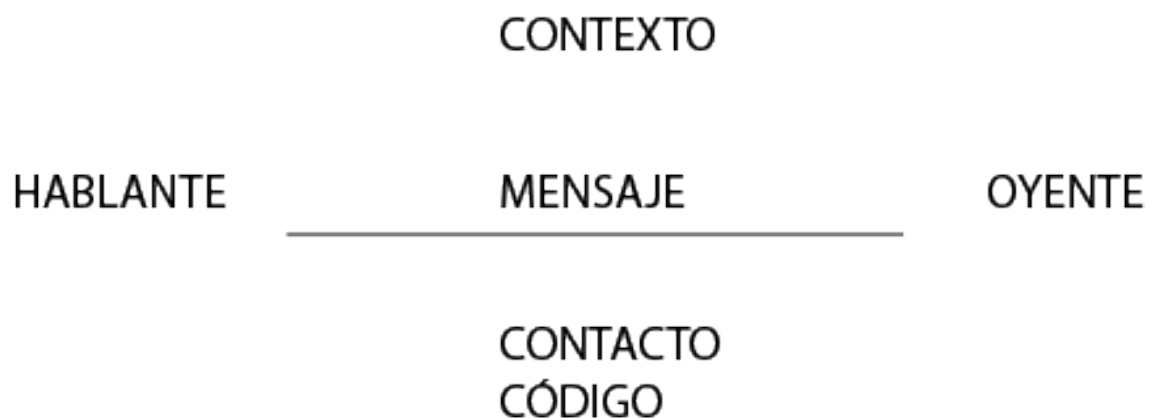 CONTEXTO
HABLANTE MENSAJE OYENTE
CONTACTO
CÓDIGO